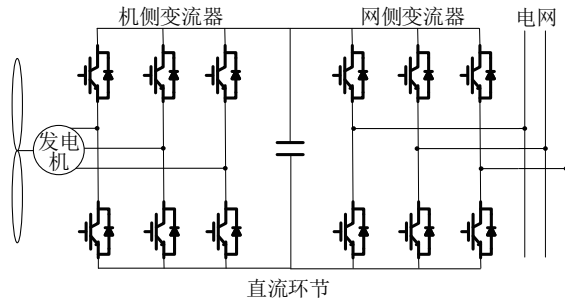 机侧变流器
网侧变流器
电网
发电
机
直流环节